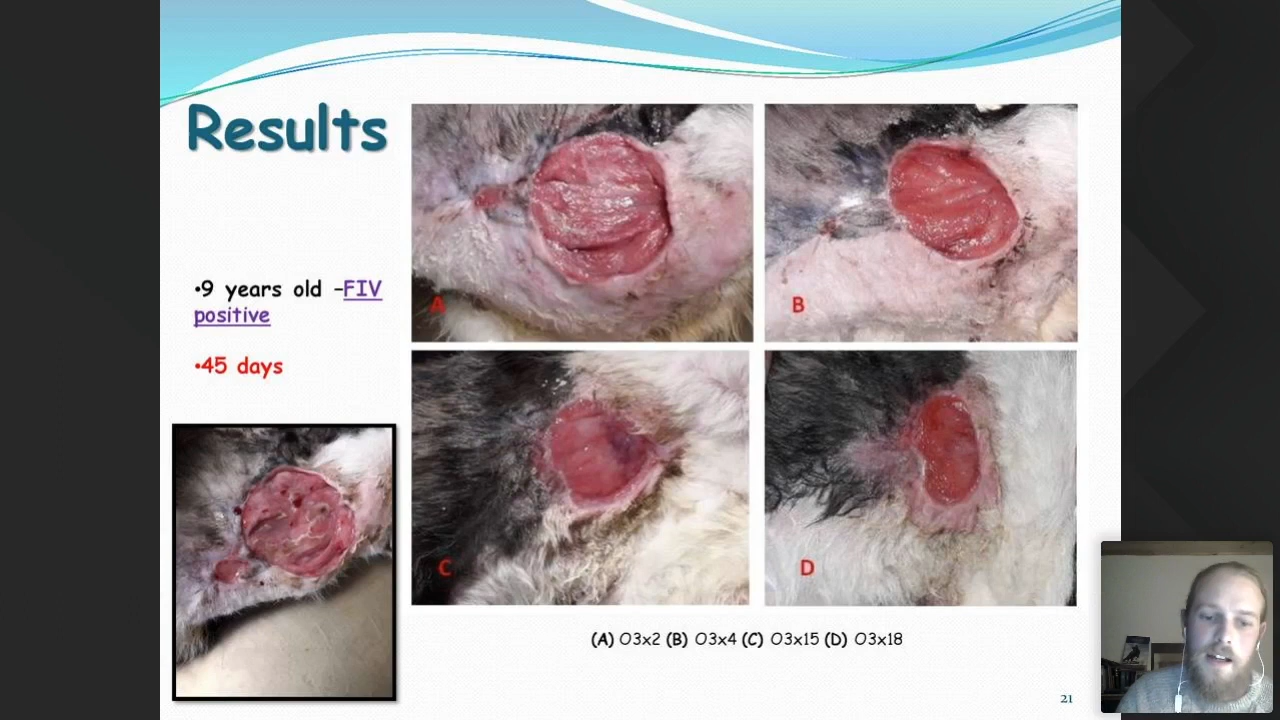 Results
•9 years old –FIV
positive
•45 days
A
B
C
D
(A) O3x2 (B) O3x4 (C) O3x15 (D) O3x18
21